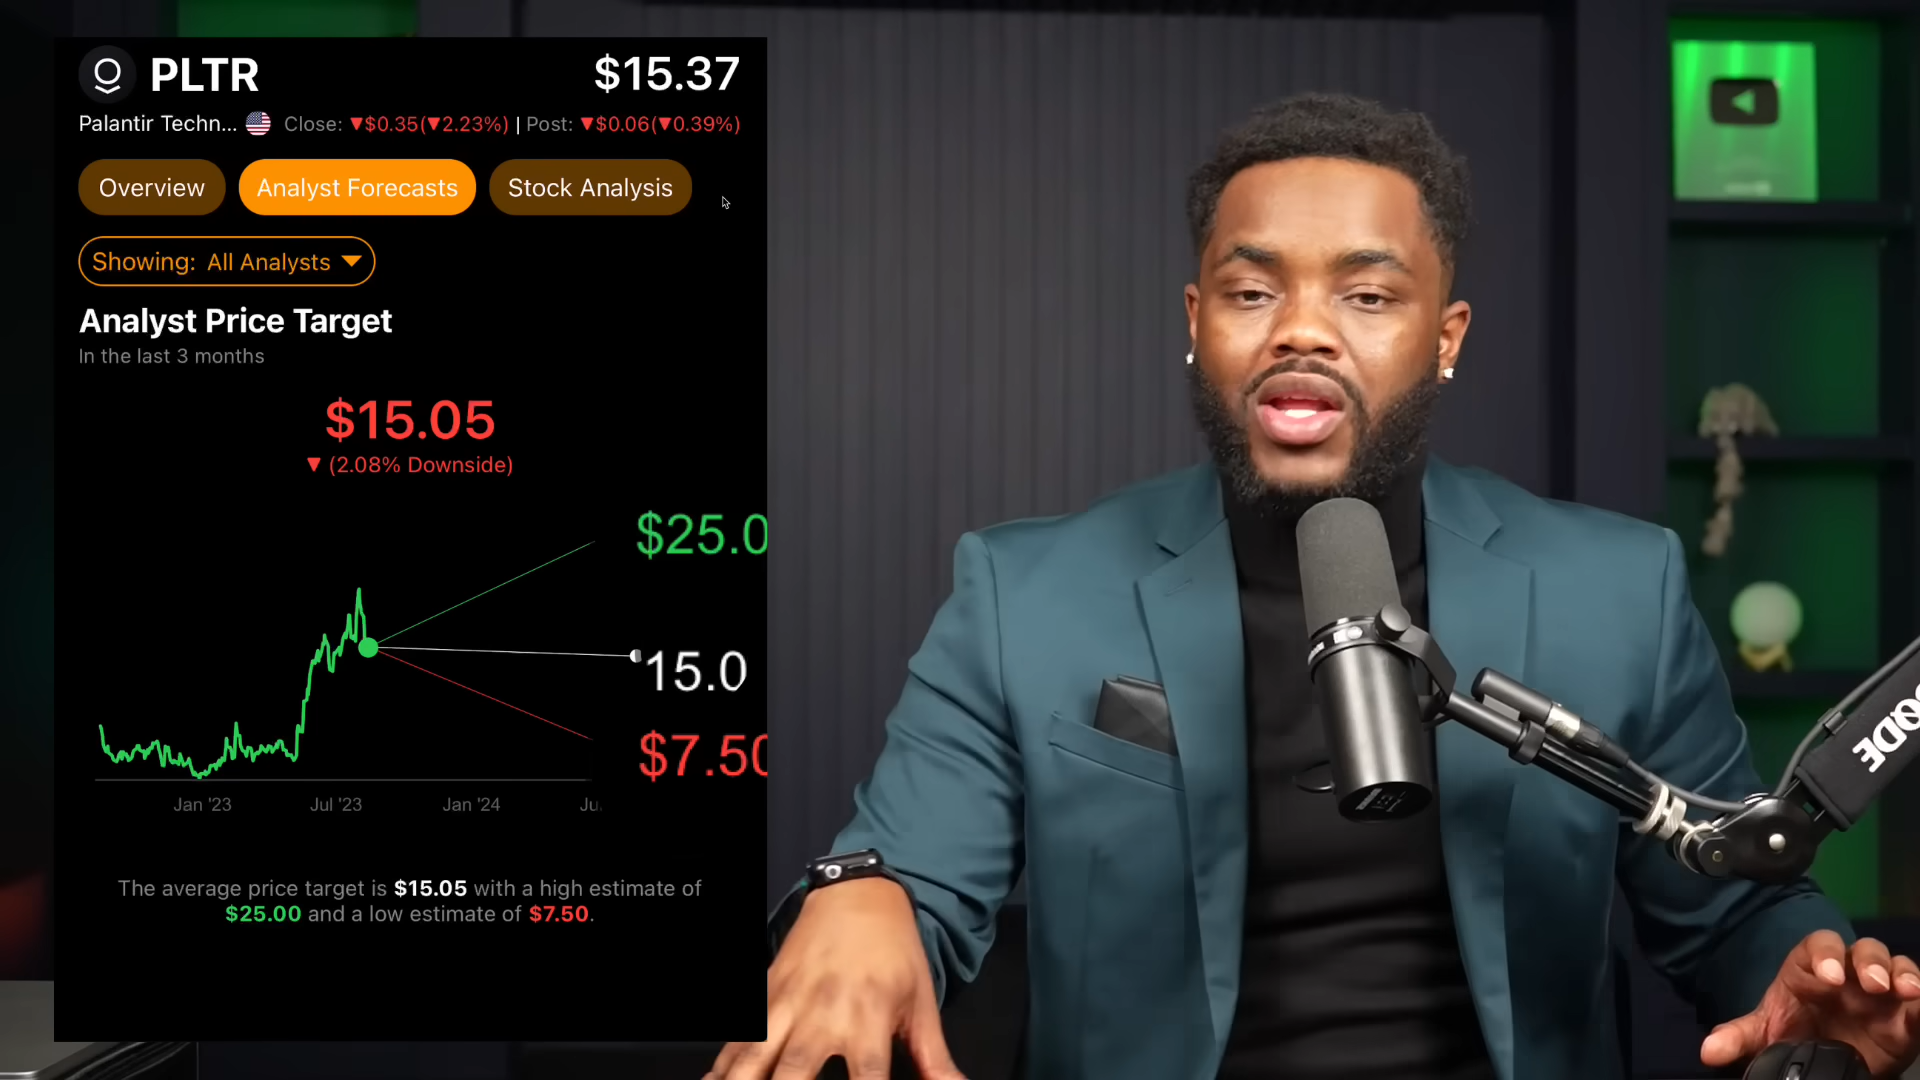 PLTR
$15.37
Palantir Techn... Close: ▼$0.35(▼2.23%) | Post: ▼$0.06(▼0.39%)
Overview
Analyst Forecasts
Stock Analysis
Showing: All Analysts ▼
Analyst Price Target
In the last 3 months
$15.05
▼ (2.08% Downside)
$25.0
15.0
$7.50
Jan '23
Jul '23
Jan '24
Ju.
The average price target is $15.05 with a high estimate of
$25.00 and a low estimate of $7.50.